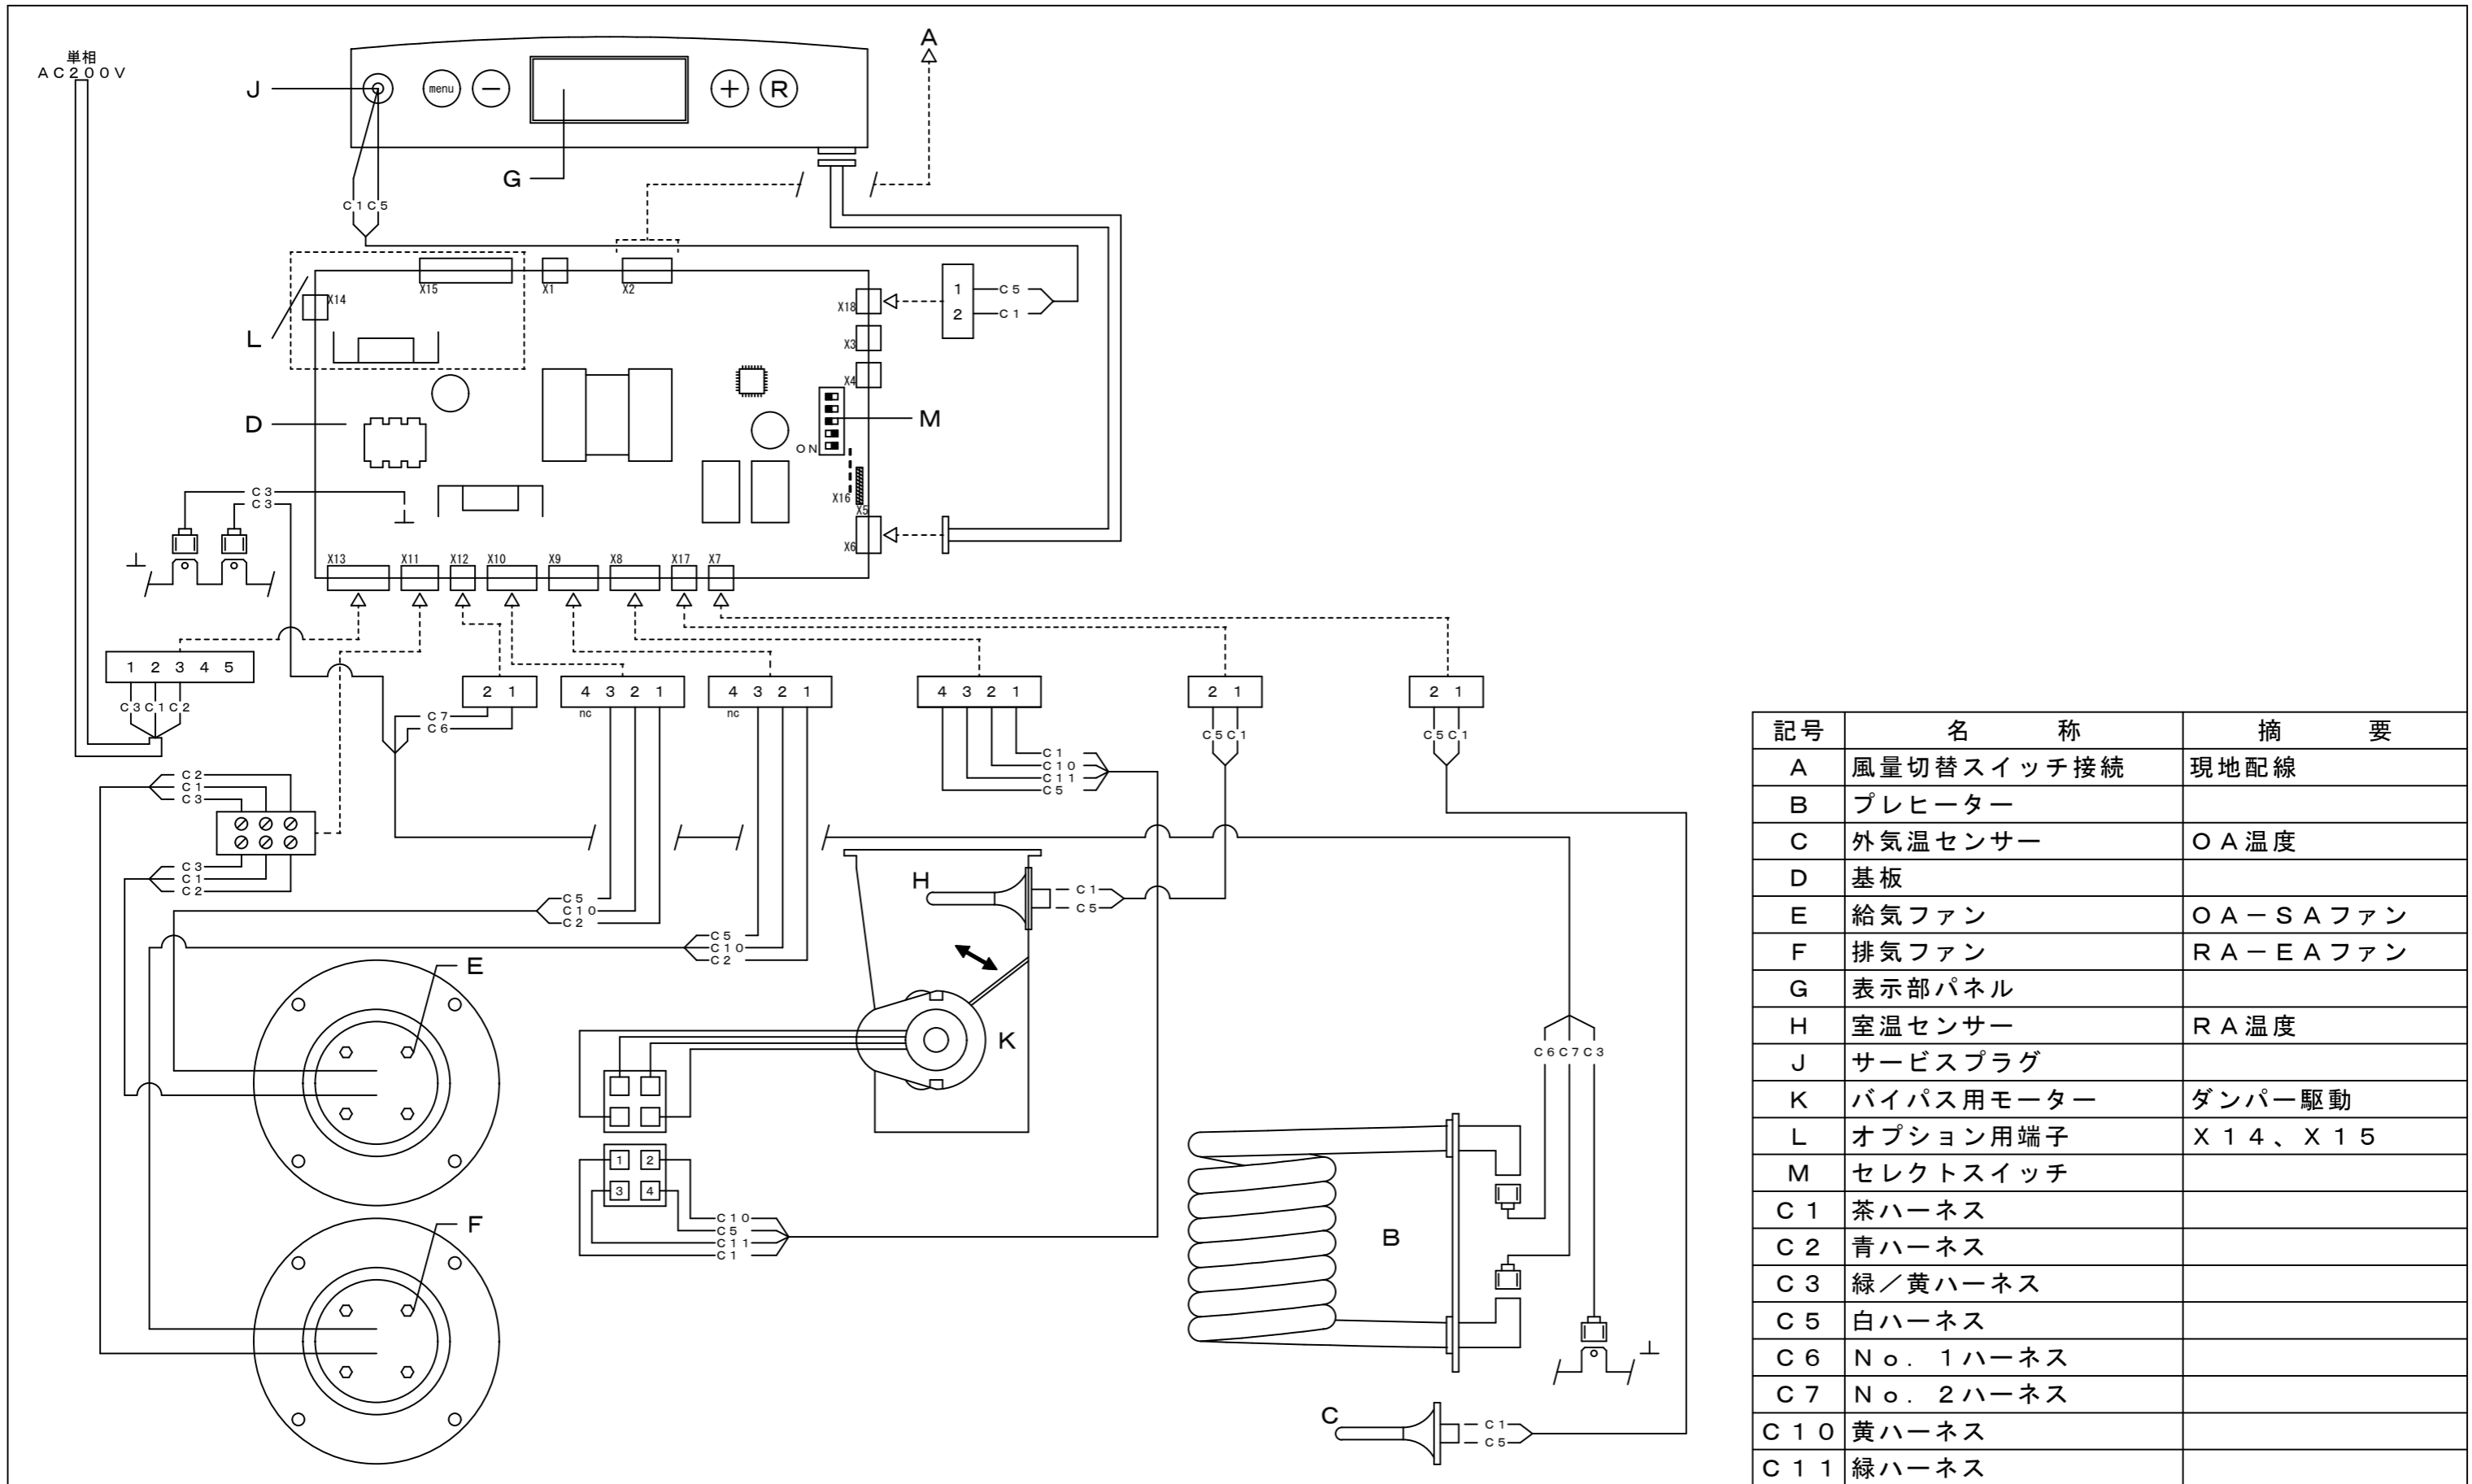 単相
AC200V
A
J
menu
−
+
R
G
C1 C5
X14
X15
X1
X2
X18
1
2
C5
C1
L
X3
X4
D
M
ON
C3
C3
X16
X5
X6
X13
X11
X12
X10
X9
X8
X17
X7
1 2 3 4 5
C3 C1 C2
2 1
C7
C6
4 3 2 1
nc
4 3 2 1
nc
4 3 2 1
C1
C10
C11
C5
2 1
C5 C1
2 1
C5 C1
C2
C1
C3
C3
C1
C2
C5
C10
C2
C5
C10
C2
H
C1
C5
E
K
C6 C7 C3
1 2
3 4
C10
C5
C11
C1
F
B
C
C1
C5
記号 名称 摘要
A 風量切替スイッチ接続 現地配線
B プレヒーター
C 外気温センサー OA温度
D 基板
E 給気ファン OA−SAファン
F 排気ファン RA−EAファン
G 表示部パネル
H 室温センサー RA温度
J サービスプラグ
K バイパス用モーター ダンパー駆動
L オプション用端子 X14、X15
M セレクトスイッチ
C1 茶ハーネス
C2 青ハーネス
C3 緑／黄ハーネス
C5 白ハーネス
C6 No. 1ハーネス
C7 No. 2ハーネス
C10 黄ハーネス
C11 緑ハーネス